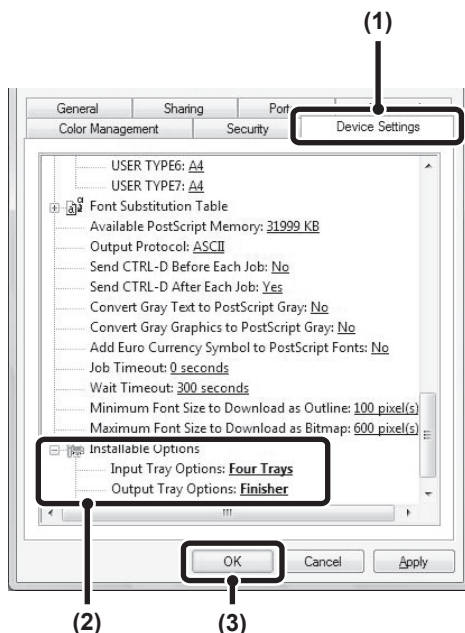 (1)
General Sharing Ports
Color Management Security Device Settings
USER TYPE6: A4
USER TYPE7: A4
Font Substitution Table
Available PostScript Memory: 31999 KB
Output Protocol: ASCII
Send CTRL-D Before Each Job: No
Send CTRL-D After Each Job: Yes
Convert Gray Text to PostScript Gray: No
Convert Gray Graphics to PostScript Gray: No
Add Euro Currency Symbol to PostScript Fonts: No
Job Timeout: 0 seconds
Wait Timeout: 300 seconds
Minimum Font Size to Download as Outline: 100 pixel(s)
Maximum Font Size to Download as Bitmap: 600 pixel(s)
Installable Options
Input Tray Options: Four Trays
Output Tray Options: Finisher
OK Cancel Apply
(2) (3)